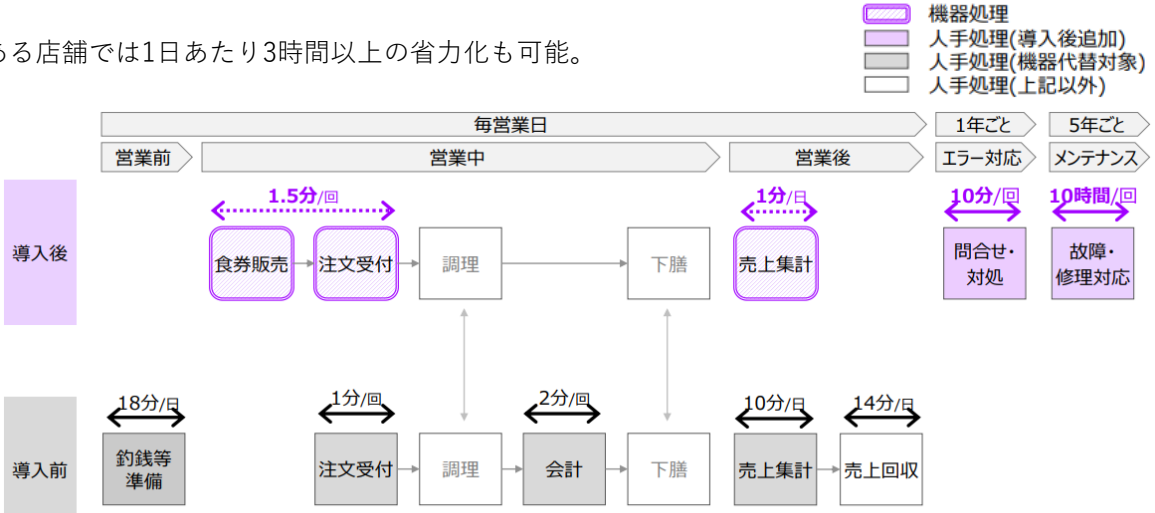 機器処理
人手処理(導入後追加)
人手処理(機器代替対象)
人手処理(上記以外)
ある店舗では1日あたり3時間以上の省力化も可能。
毎営業日
1年ごと
5年ごと
営業前
営業中
営業後
エラー対応
メンテナンス
導入後
1.5分/回
1分/日
10分/回
10時間/回
食券販売
注文受付
調理
下膳
売上集計
問合せ・
対処
故障・
修理対応
導入前
18分/日
1分/回
2分/回
10分/日
14分/日
釣銭等
準備
注文受付
調理
会計
下膳
売上集計
売上回収